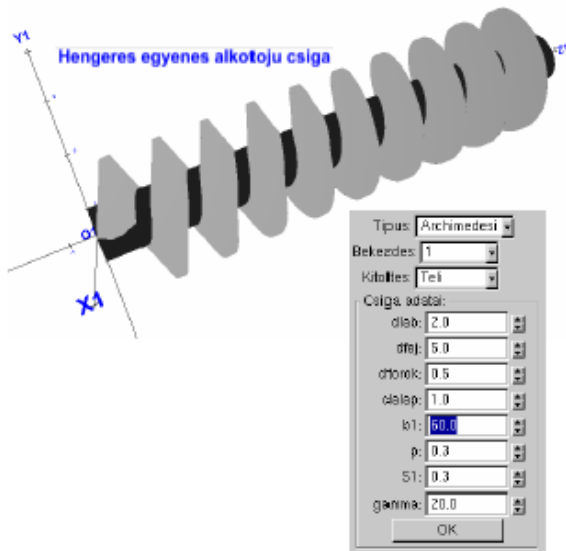 Y1
Z1
Hengeres egyenes alkotoju csiga
O1
X1
Tipus: Archimedesi
Bekezdes: 1
Kitoltes: Teli
Csiga adatai:
dlab: 2.0
dfej: 5.0
dtorok: 0.5
dalap: 1.0
b1: 60.0
p: 0.3
S1: 0.3
gamma: 20.0
OK